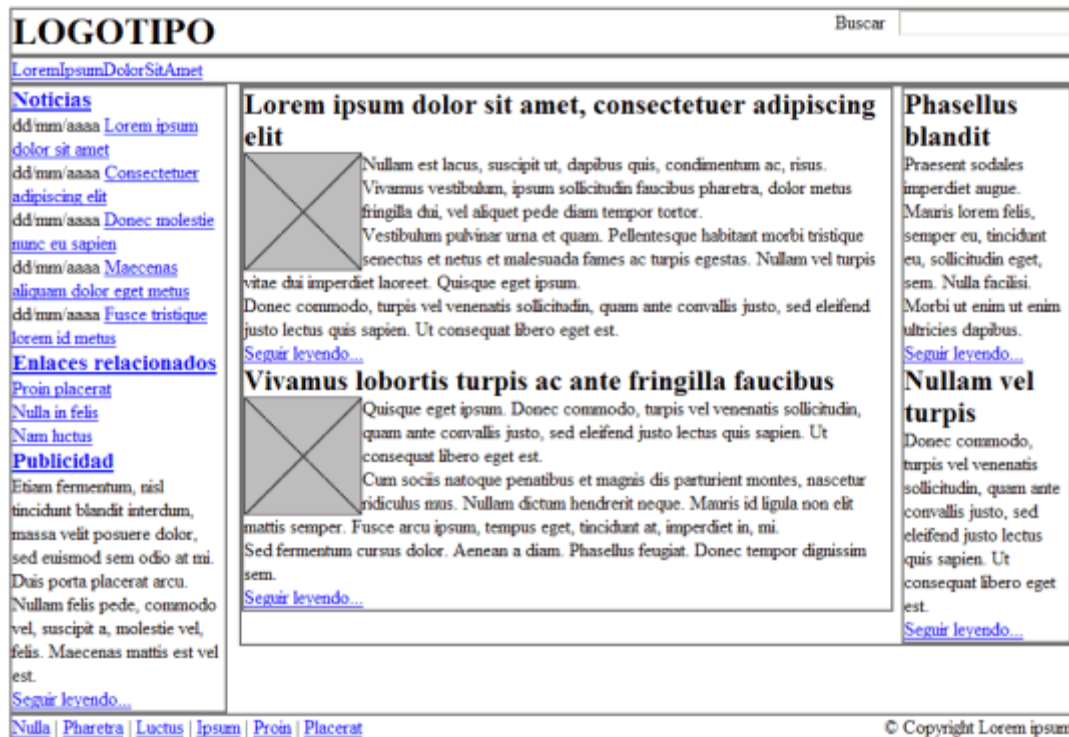 LOGOTIPO
Buscar
LoremIpsumDolorSitAmet
Noticias
dd/mm/aaaa Lorem ipsum
dolor sit amet
dd/mm/aaaa Consectetuer
adipiscing elit
dd/mm/aaaa Donec molestie
nunc eu sapien
dd/mm/aaaa Maecenas
aliquam dolor eget metus
dd/mm/aaaa Fusce tristique
lorem id metus
Enlaces relacionados
Proin placerat
Nulla in felis
Nam luctus
Publicidad
Etiam fermentum, nisl
tincidunt blandit interdum,
massa velit posuere dolor,
sed euismod sem odio at mi.
Duis porta placerat arcu.
Nullam felis pede, commodo
vel, suscipit a, molestie vel,
felis. Maecenas mattis est vel
est.
Seguir leyendo...
Lorem ipsum dolor sit amet, consectetuer adipiscing
elit
Nullam est lacus, suscipit ut, dapibus quis, condimentum ac, risus.
Vivamus vestibulum, ipsum sollicitudin faucibus pharetra, dolor metus
fringilla dui, vel aliquet pede diam tempor tortor.
Vestibulum pulvinar urna et quam. Pellentesque habitant morbi tristique
senectus et netus et malesuada fames ac turpis egestas. Nullam vel turpis
vitae dui imperdiet laoreet. Quisque eget ipsum.
Donec commodo, turpis vel venenatis sollicitudin, quam ante convallis justo, sed eleifend
justo lectus quis sapien. Ut consequat libero eget est.
Seguir leyendo...
Vivamus lobortis turpis ac ante fringilla faucibus
Quisque eget ipsum. Donec commodo, turpis vel venenatis sollicitudin,
quam ante convallis justo, sed eleifend justo lectus quis sapien. Ut
consequat libero eget est.
Cum sociis natoque penatibus et magnis dis parturient montes, nascetur
ridiculus mus. Nullam dictum hendrerit neque. Mauris id ligula non elit
mattis semper. Fusce arcu ipsum, tempus eget, tincidunt at, imperdiet in, mi.
Sed fermentum cursus dolor. Aenean a diam. Phasellus feugiat. Donec tempor dignissim
sem.
Seguir leyendo...
Phasellus
blandit
Praesent sodales
imperdiet augue.
Mauris lorem felis,
semper eu, tincidunt
eu, sollicitudin eget,
sem. Nulla facilisi.
Morbi ut enim ut enim
ultricies dapibus.
Seguir leyendo...
Nullam vel
turpis
Donec commodo,
turpis vel venenatis
sollicitudin, quam ante
convallis justo, sed
eleifend justo lectus
quis sapien. Ut
consequat libero eget
est.
Seguir leyendo...
Nulla | Pharetra | Luctus | Ipsum | Proin | Placerat
© Copyright Lorem ipsum